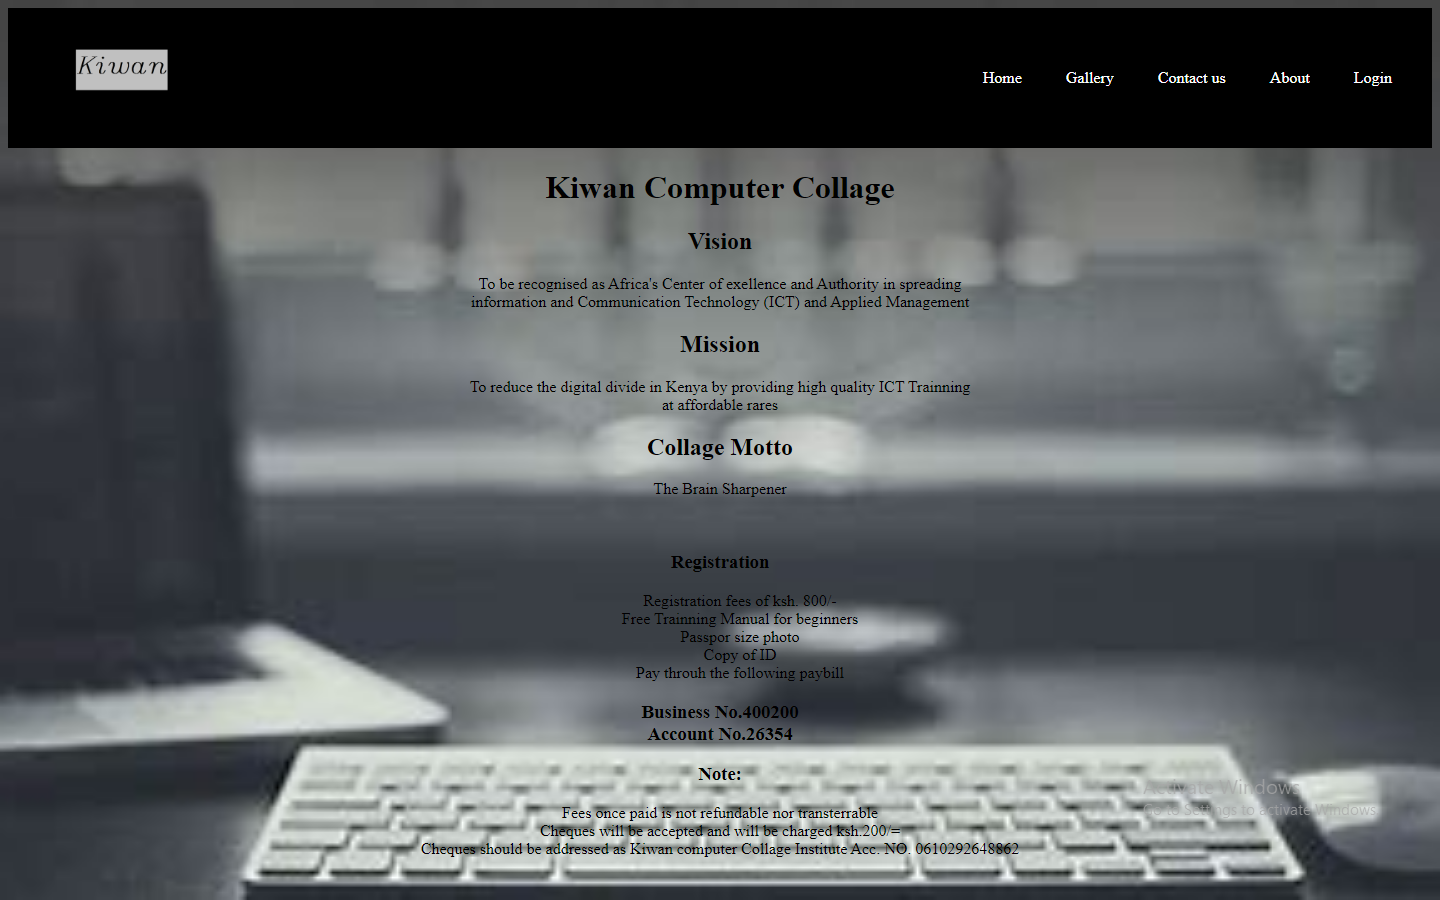 Kiwan
Home
Gallery
Contact us
About
Login
Kiwan Computer Collage
Vision
To be recognised as Africa's Center of exellence and Authority in spreading
information and Communication Technology (ICT) and Applied Management
Mission
To reduce the digital divide in Kenya by providing high quality ICT Trainning
at affordable rares
Collage Motto
The Brain Sharpener
Registration
Registration fees of ksh. 800/-
Free Trainning Manual for beginners
Passpor size photo
Copy of ID
Pay throuh the following paybill
Business No.400200
Account No.26354
Note:
Fees once paid is not refundable nor transterrable
Cheques will be accepted and will be charged ksh.200/=
Cheques should be addressed as Kiwan computer Collage Institute Acc. NO. 0610292648862
Activate Windows
Go to Settings to activate Windows.